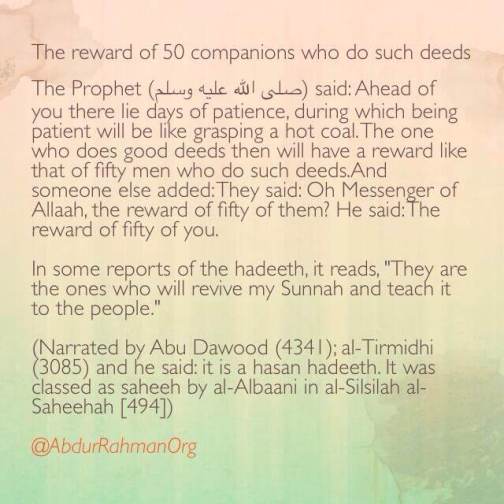 The reward of 50 companions who do such deeds
The Prophet (صلى الله عليه وسلم) said: Ahead of
you there lie days of patience, during which being
patient will be like grasping a hot coal. The one
who does good deeds then will have a reward like
that of fifty men who do such deeds. And
someone else added: They said: Oh Messenger of
Allaah, the reward of fifty of them? He said: The
reward of fifty of you.
In some reports of the hadeeth, it reads, "They are
the ones who will revive my Sunnah and teach it
to the people."
(Narrated by Abu Dawood (4341); al-Tirmidhi
(3085) and he said: it is a hasan hadeeth. It was
classed as saheeh by al-Albaani in al-Silsilah al-
Saheehah [494])
@AbdurRahmanOrg